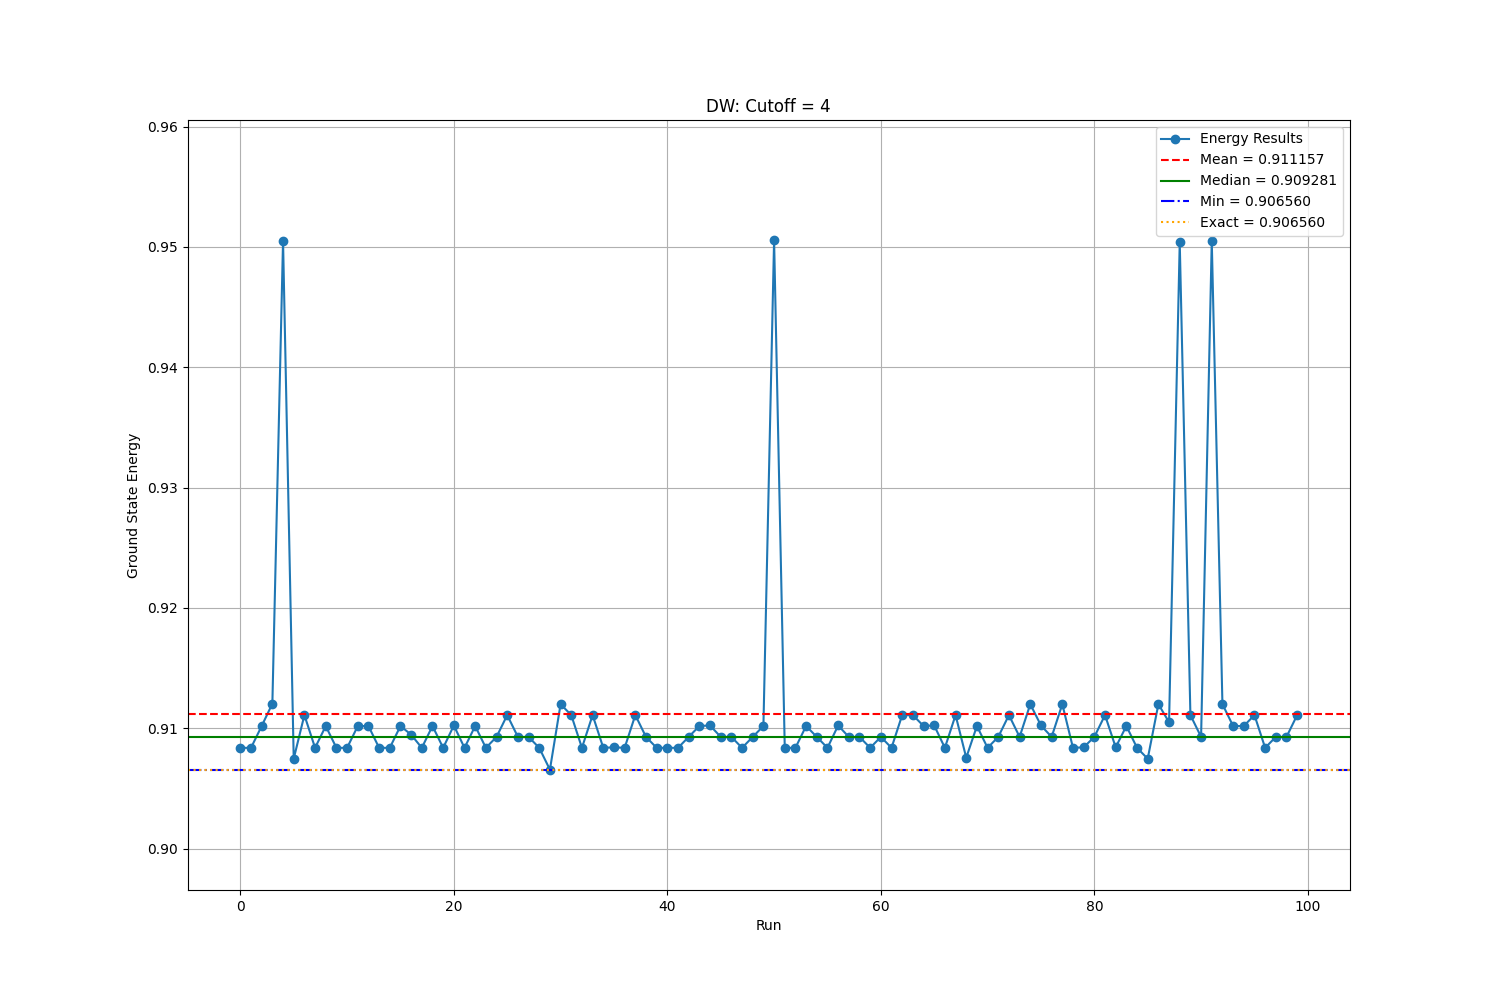 DW: Cutoff = 4
Energy Results
Mean = 0.911157
Median = 0.909281
Min = 0.906560
Exact = 0.906560
Ground State Energy
0.96
0.95
0.94
0.93
0.92
0.91
0.90
0 20 40 60 80 100
Run